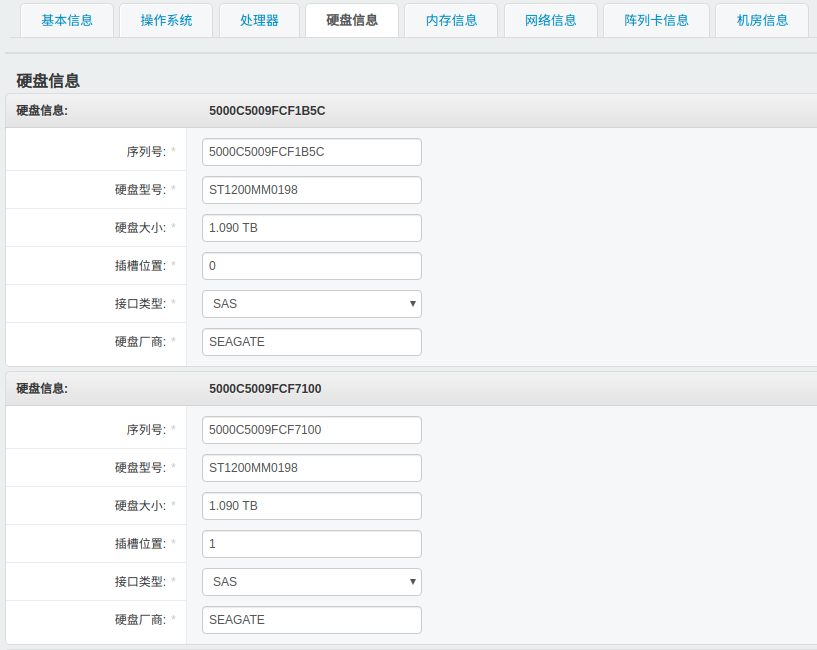 基本信息 操作系统 处理器 硬盘信息 内存信息 网络信息 阵列卡信息 机房信息
硬盘信息
硬盘信息: 5000C5009FCF1B5C
序列号: * 5000C5009FCF1B5C
硬盘型号: * ST1200MM0198
硬盘大小: * 1.090 TB
插槽位置: * 0
接口类型: * SAS
硬盘厂商: * SEAGATE
硬盘信息: 5000C5009FCF7100
序列号: * 5000C5009FCF7100
硬盘型号: * ST1200MM0198
硬盘大小: * 1.090 TB
插槽位置: * 1
接口类型: * SAS
硬盘厂商: * SEAGATE